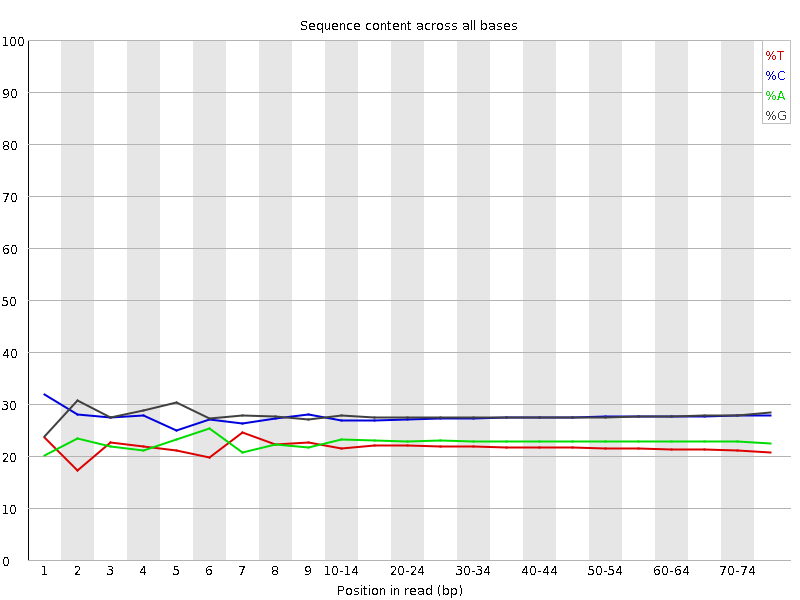 Sequence content across all bases
100
90
80
70
60
50
40
30
20
10
0
%T
%C
%A
%G
1 2 3 4 5 6 7 8 9 10-14 20-24 30-34 40-44 50-54 60-64 70-74
Position in read (bp)